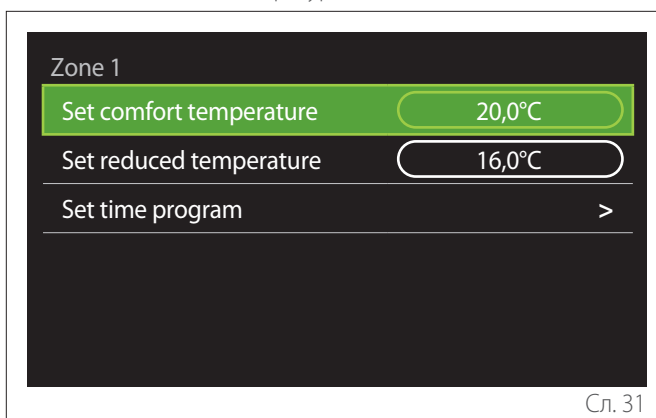 Zone 1
Set comfort temperature 20,0°C
Set reduced temperature 16,0°C
Set time program >
Сл. 31